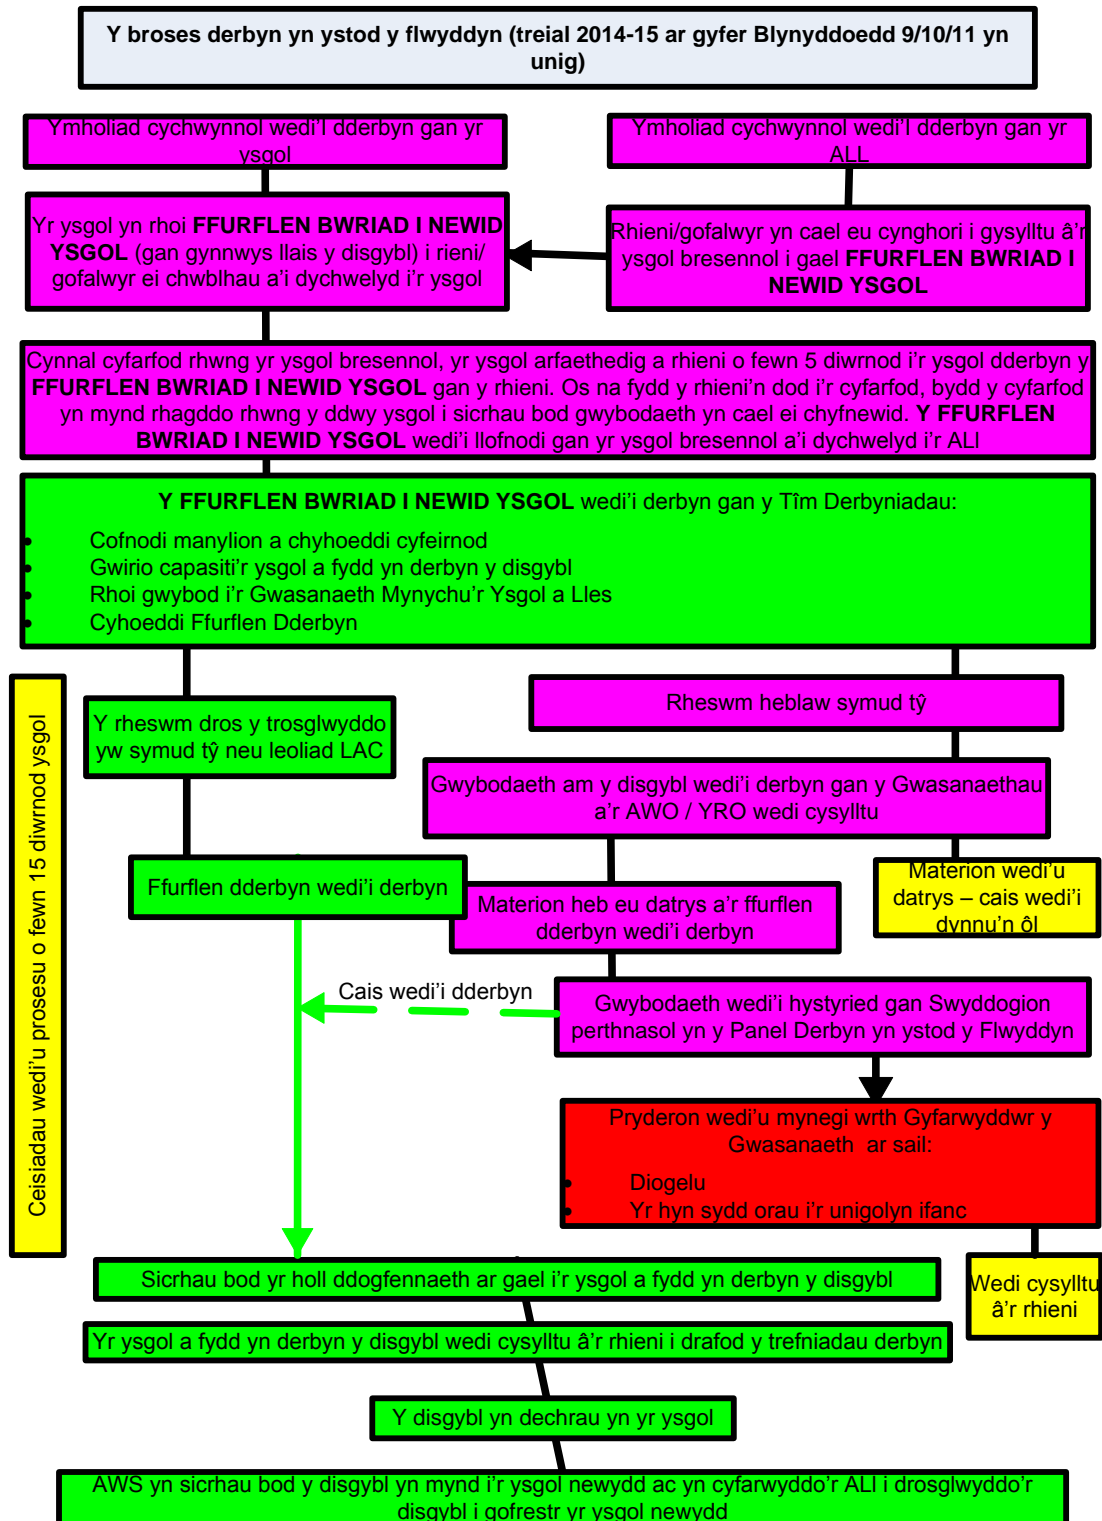 Y broses derbyn yn ystod y flwyddyn (treial 2014-15 ar gyfer Blynyddoedd 9/10/11 yn
unig)
Ymholiad cychwynnol wedi'I dderbyn gan yr
ysgol
Ymholiad cychwynnol wedi'I dderbyn gan yr
ALL
Yr ysgol yn rhoi FFURFLEN BWRIAD I NEWID
YSGOL (gan gynnwys llais y disgybl) i rieni/
gofalwyr ei chwblhau a'i dychwelyd i'r ysgol
Rhieni/gofalwyr yn cael eu cynghori i gysylltu â'r
ysgol bresennol i gael FFURFLEN BWRIAD I
NEWID YSGOL
Cynnal cyfarfod rhwng yr ysgol bresennol, yr ysgol arfaethedig a rhieni o fewn 5 diwrnod i'r ysgol dderbyn y
FFURFLEN BWRIAD I NEWID YSGOL gan y rhieni. Os na fydd y rhieni'n dod i'r cyfarfod, bydd y cyfarfod
yn mynd rhagddo rhwng y ddwy ysgol i sicrhau bod gwybodaeth yn cael ei chyfnewid. Y FFURFLEN
BWRIAD I NEWID YSGOL wedi'i llofnodi gan yr ysgol bresennol a'i dychwelyd i'r ALl
Y FFURFLEN BWRIAD I NEWID YSGOL wedi'i derbyn gan y Tîm Derbyniadau:
• Cofnodi manylion a chyhoeddi cyfeirnod
• Gwirio capasiti'r ysgol a fydd yn derbyn y disgybl
• Rhoi gwybod i'r Gwasanaeth Mynychu'r Ysgol a Lles
• Cyhoeddi Ffurflen Dderbyn
Ceisiadau wedi'u prosesu o fewn 15 diwrnod ysgol
Y rheswm dros y trosglwyddo
yw symud tŷ neu leoliad LAC
Rheswm heblaw symud tŷ
Gwybodaeth am y disgybl wedi'i derbyn gan y Gwasanaethau
a'r AWO / YRO wedi cysylltu
Ffurflen dderbyn wedi'i derbyn
Materion heb eu datrys a'r ffurflen
dderbyn wedi'i derbyn
Materion wedi'u
datrys – cais wedi'i
dynnu'n ôl
Cais wedi'i dderbyn
Gwybodaeth wedi'i hystyried gan Swyddogion
perthnasol yn y Panel Derbyn yn ystod y Flwyddyn
Pryderon wedi'u mynegi wrth Gyfarwyddwr y
Gwasanaeth ar sail:
• Diogelu
• Yr hyn sydd orau i'r unigolyn ifanc
Wedi cysylltu
â'r rhieni
Sicrhau bod yr holl ddogfennaeth ar gael i'r ysgol a fydd yn derbyn y disgybl
Yr ysgol a fydd yn derbyn y disgybl wedi cysylltu â'r rhieni i drafod y trefniadau derbyn
Y disgybl yn dechrau yn yr ysgol
AWS yn sicrhau bod y disgybl yn mynd i'r ysgol newydd ac yn cyfarwyddo'r ALl i drosglwyddo'r
disgybl i gofrestr yr ysgol newydd